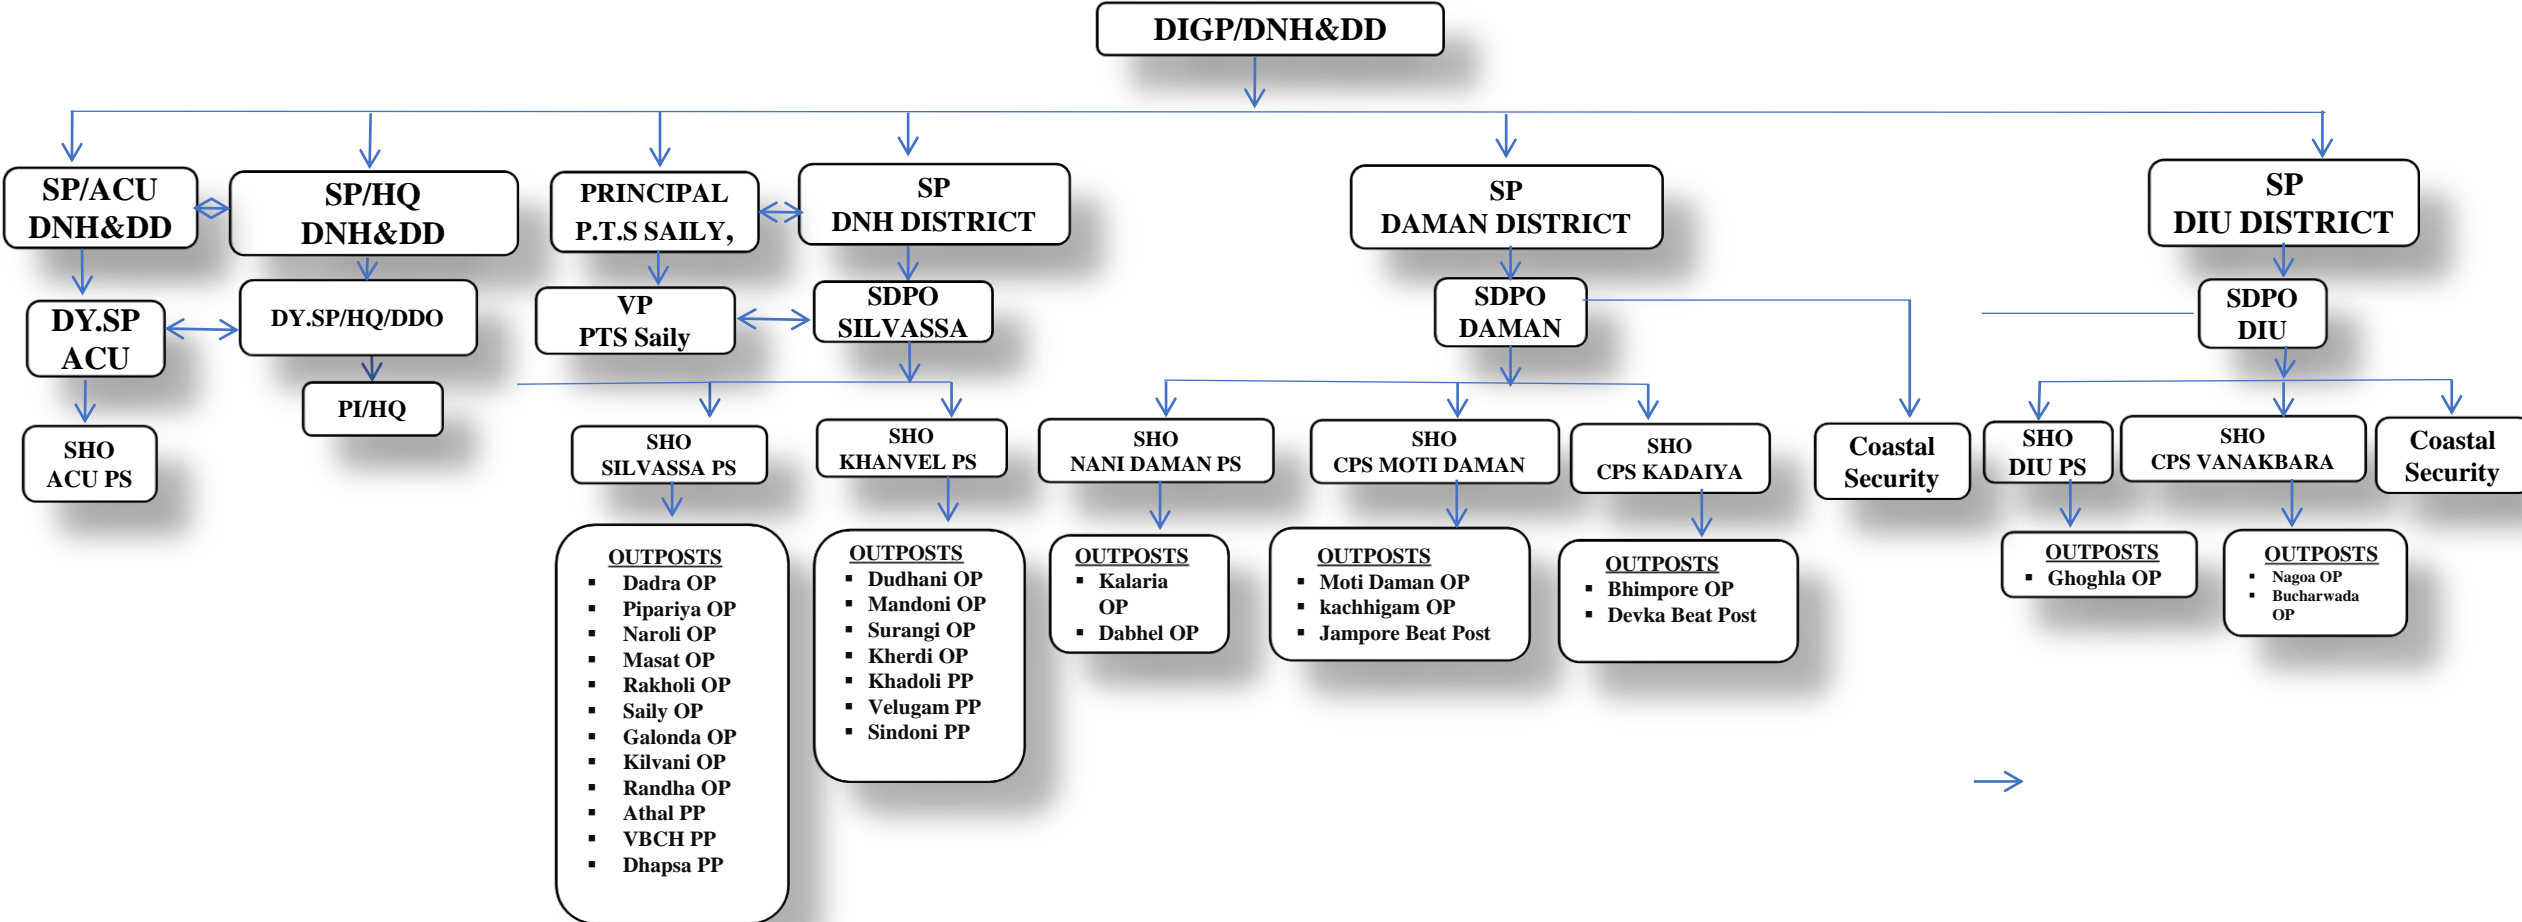 DIGP/DNH&DD
SP/ACU
DNH&DD
SP/HQ
DNH&DD
PRINCIPAL
P.T.S SAILY,
SP
DNH DISTRICT
SP
DAMAN DISTRICT
SP
DIU DISTRICT
DY.SP
ACU
DY.SP/HQ/DDO
VP
PTS Saily
SDPO
SILVASSA
SDPO
DAMAN
SDPO
DIU
PI/HQ
SHO
ACU PS
SHO
SILVASSA PS
SHO
KHANVEL PS
SHO
NANI DAMAN PS
SHO
CPS MOTI DAMAN
SHO
CPS KADAIYA
Coastal
Security
SHO
DIU PS
SHO
CPS VANAKBARA
Coastal
Security
OUTPOSTS
▪ Dadra OP
▪ Pipariya OP
▪ Naroli OP
▪ Masat OP
▪ Rakholi OP
▪ Saily OP
▪ Galonda OP
▪ Kilvani OP
▪ Randha OP
▪ Athal PP
▪ VBCH PP
▪ Dhapsa PP
OUTPOSTS
▪ Dudhani OP
▪ Mandoni OP
▪ Surangi OP
▪ Kherdi OP
▪ Khadoli PP
▪ Velugam PP
▪ Sindoni PP
OUTPOSTS
▪ Kalaria
OP
▪ Dabhel OP
OUTPOSTS
▪ Moti Daman OP
▪ kachhigam OP
▪ Jampore Beat Post
OUTPOSTS
▪ Bhimpore OP
▪ Devka Beat Post
OUTPOSTS
▪ Ghoghla OP
OUTPOSTS
▪ Nagoa OP
▪ Bucharwada
OP